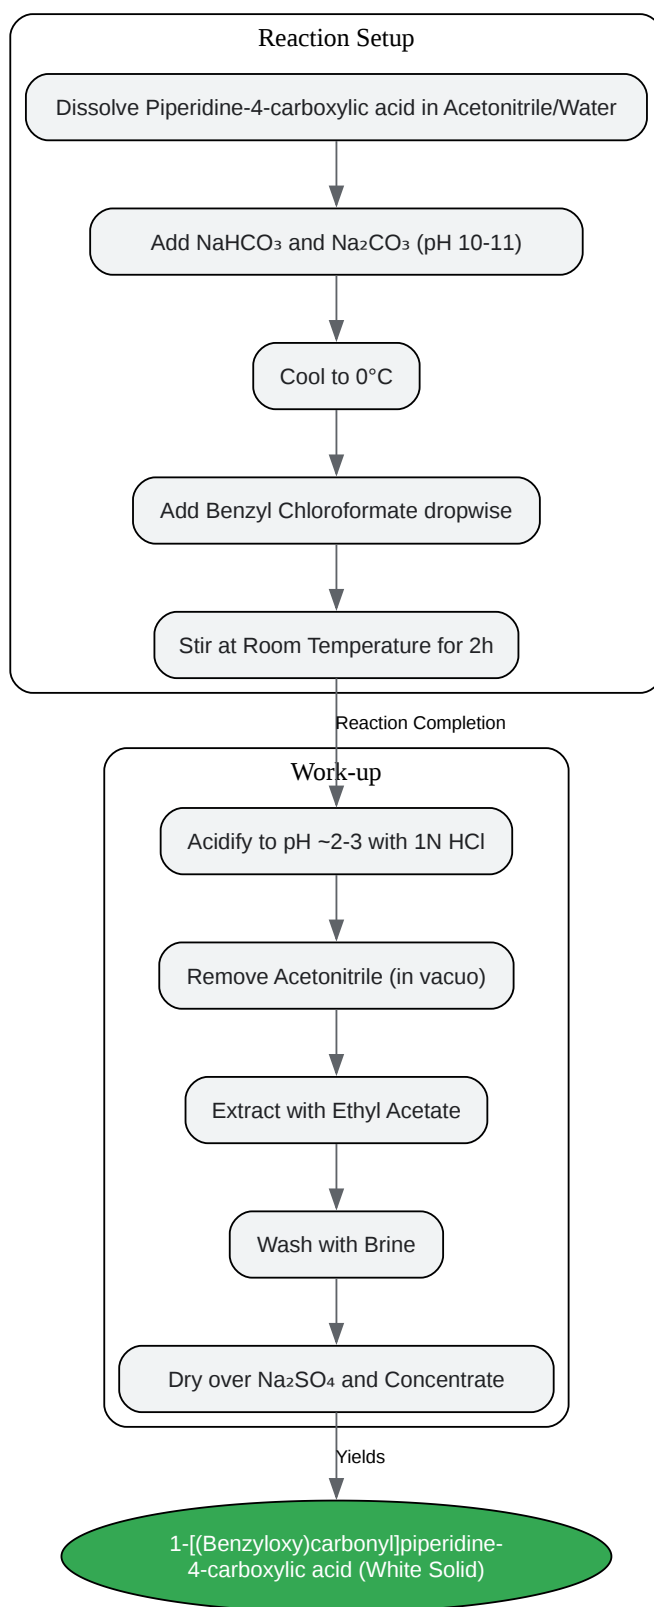 Reaction Setup
Dissolve Piperidine-4-carboxylic acid in Acetonitrile/Water
Add NaHCO₃ and Na₂CO₃ (pH 10-11)
Cool to 0°C
Add Benzyl Chloroformate dropwise
Stir at Room Temperature for 2h
Reaction Completion
Work-up
Acidify to pH ~2-3 with 1N HCl
Remove Acetonitrile (in vacuo)
Extract with Ethyl Acetate
Wash with Brine
Dry over Na₂SO₄ and Concentrate
Yields
1-[(Benzyloxy)carbonyl]piperidine-
4-carboxylic acid (White Solid)